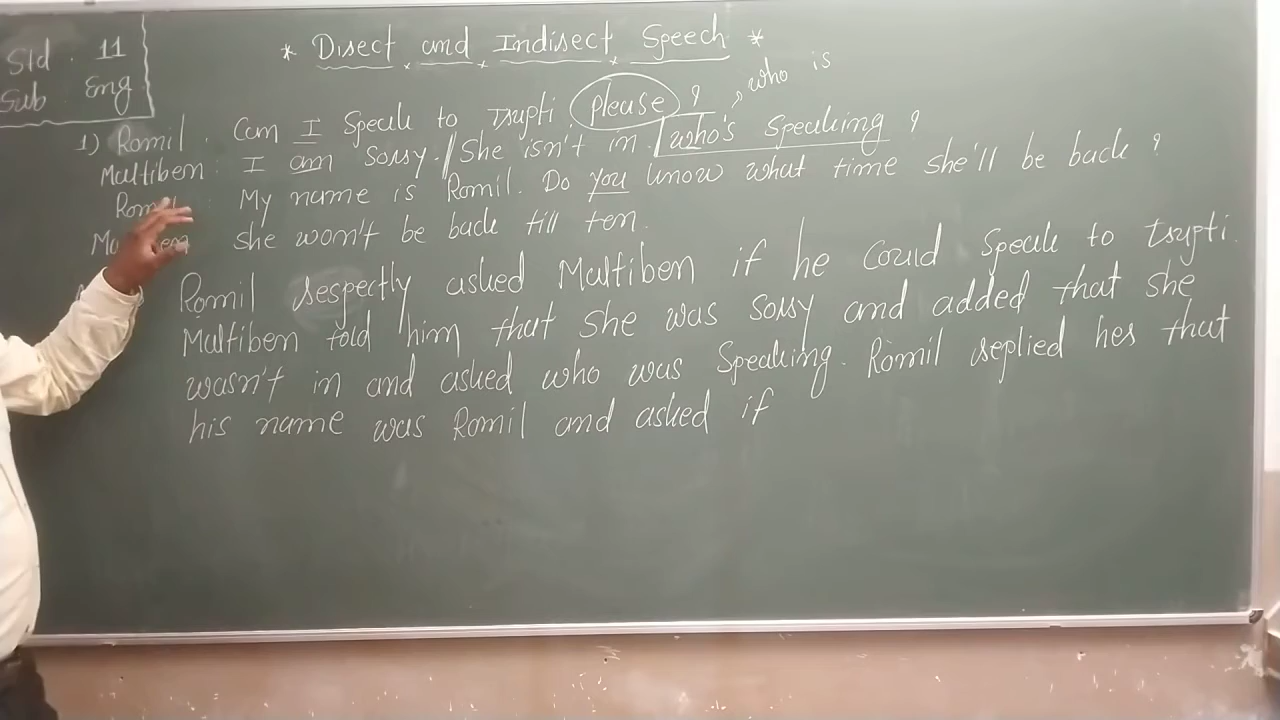 Std. 11
Sub Eng.
* Direct and Indirect Speech *
who is
1) Romil. Can I Speak to Trupti please?
Maltiben: I am sorry. She isn't in. who's Speaking?
Romil: My name is Romil. Do you know what time she'll be back?
she won't be back till ten.
Romil respectly asked Maltiben if he could speak to Trupti.
Maltiben told him that she was sorry and added that she
wasn't in and asked who was Speaking. Romil replied her that
his name was Romil and asked if